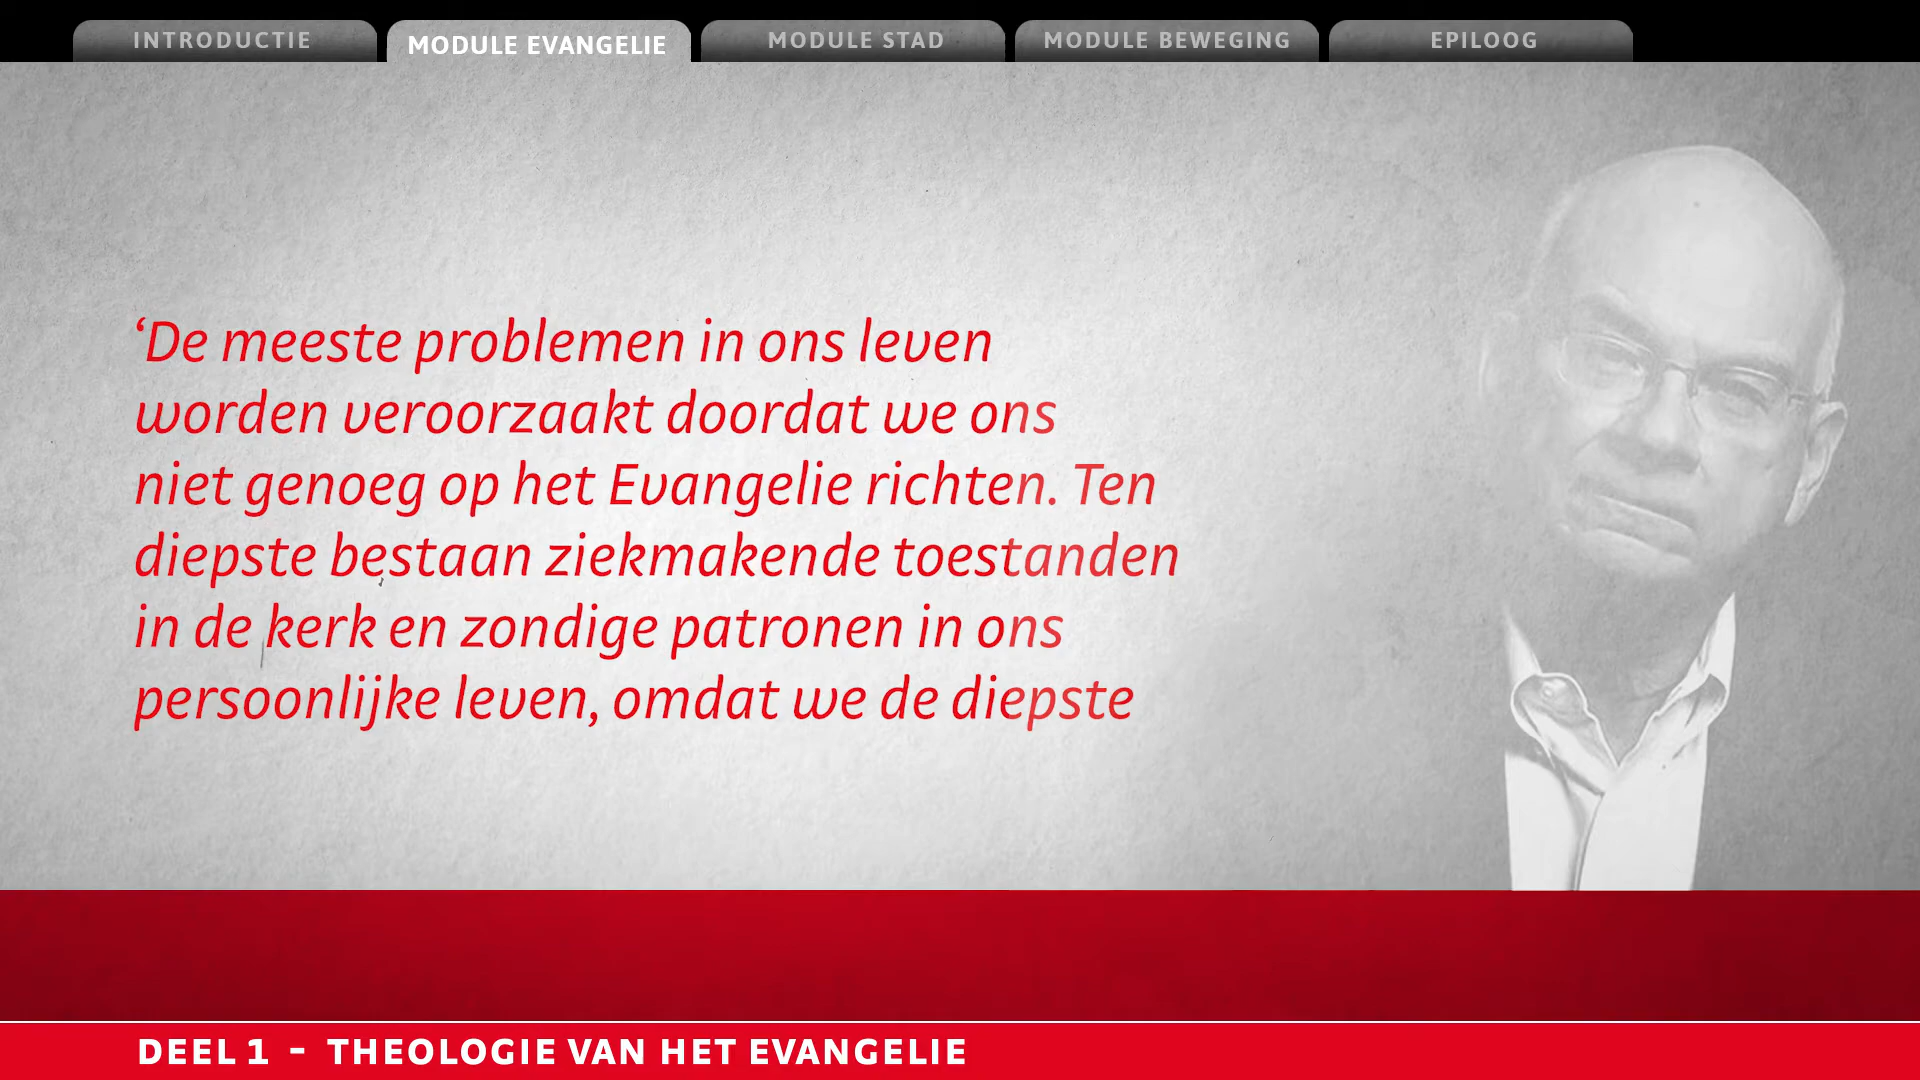 INTRODUCTIE
MODULE EVANGELIE
MODULE STAD
MODULE BEWEGING
EPILOOG
‘De meeste problemen in ons leven
worden veroorzaakt doordat we ons
niet genoeg op het Evangelie richten. Ten
diepste bestaan ziekmakende toestanden
in de kerk en zondige patronen in ons
persoonlijke leven, omdat we de diepste
DEEL 1 - THEOLOGIE VAN HET EVANGELIE